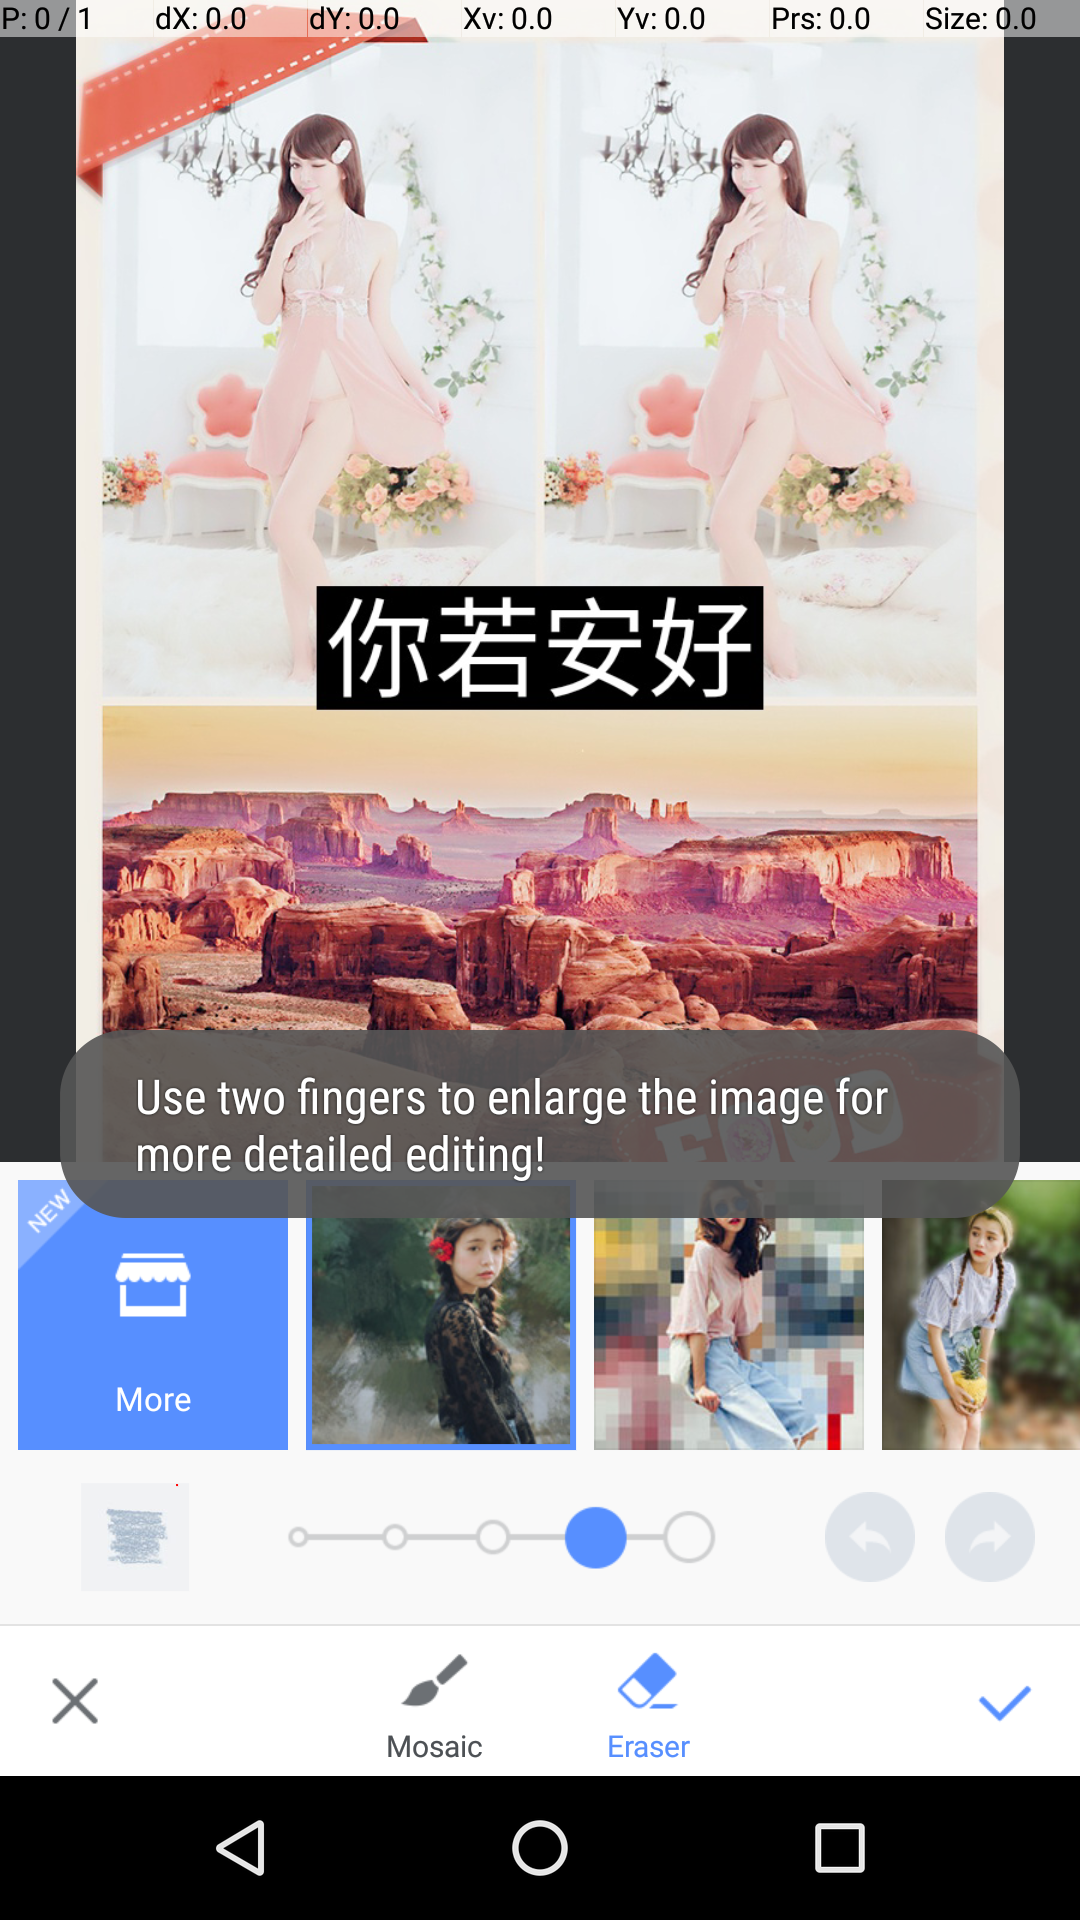 P: 0 / 1 dX: 0.0 dY: 0.0 Xv: 0.0 Yv: 0.0 Prs: 0.0 Size: 0.0
你若安好
FOOD
Use two fingers to enlarge the image for
more detailed editing!
NEW
More
Mosaic
Eraser